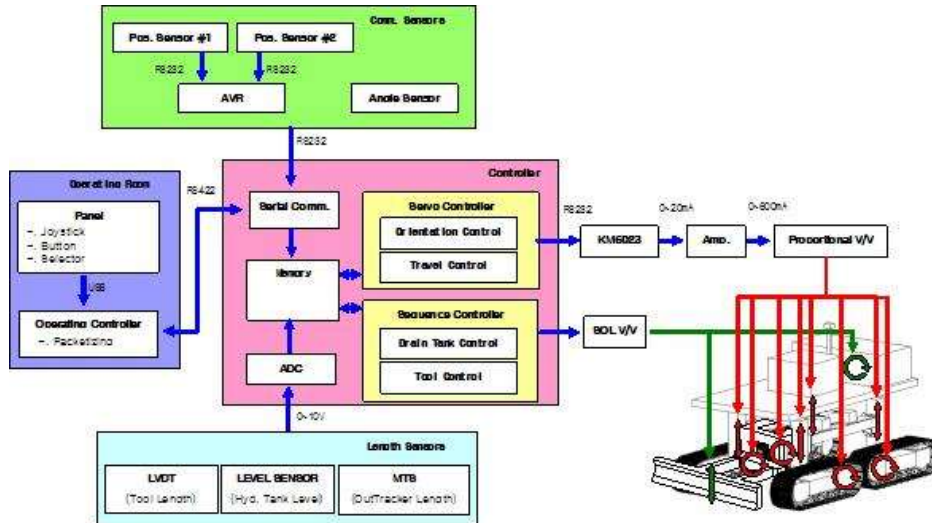 Comm. Sensors
Pos. Sensor #1
Pos. Sensor #2
RS232
RS232
AVR
Angle Sensor
RS232
Operating Room
Panel
-. Joystick
-. Button
-. Selector
USB
Operating Controller
-. Packetizing
RS422
Controller
Serial Comm.
Memory
ADC
Servo Controller
Orientation Control
Travel Control
Sequence Controller
Drain Tank Control
Tool Control
RS232
KM6023
0~20mA
Amp.
0~800mA
Proportional V/V
SOL V/V
0~10V
Length Sensors
LVDT
(Tool Length)
LEVEL SENSOR
(Hyd. Tank Level)
MTS
(OutTracker Length)